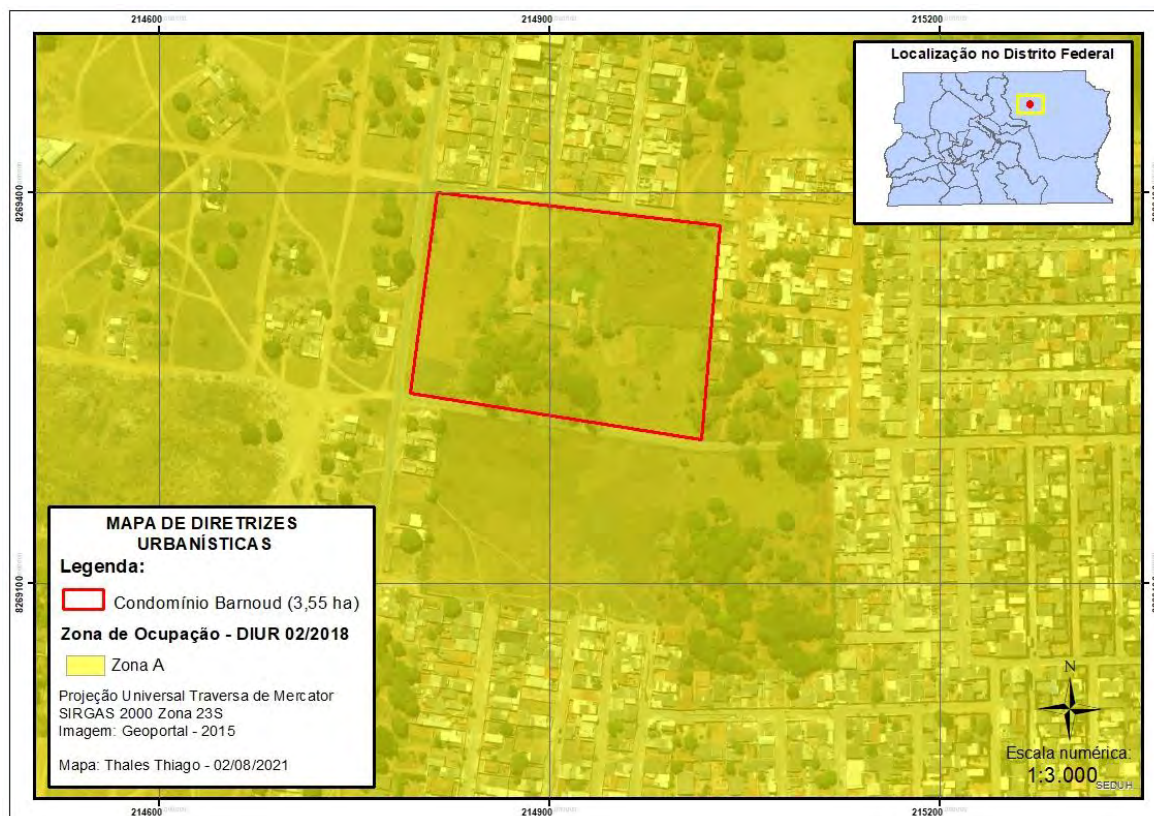 214600
214900
215200
Localização no Distrito Federal
8269400
8269100
MAPA DE DIRETRIZES
URBANÍSTICAS
Legenda:
Condomínio Barnoud (3,55 ha)
Zona de Ocupação - DIUR 02/2018
Zona A
Projeção Universal Traversa de Mercator
SIRGAS 2000 Zona 23S
Imagem: Geoportal - 2015
Mapa: Thales Thiago - 02/08/2021
N
Escala numérica:
1:3.000
SEDUH
214600
214900
215200